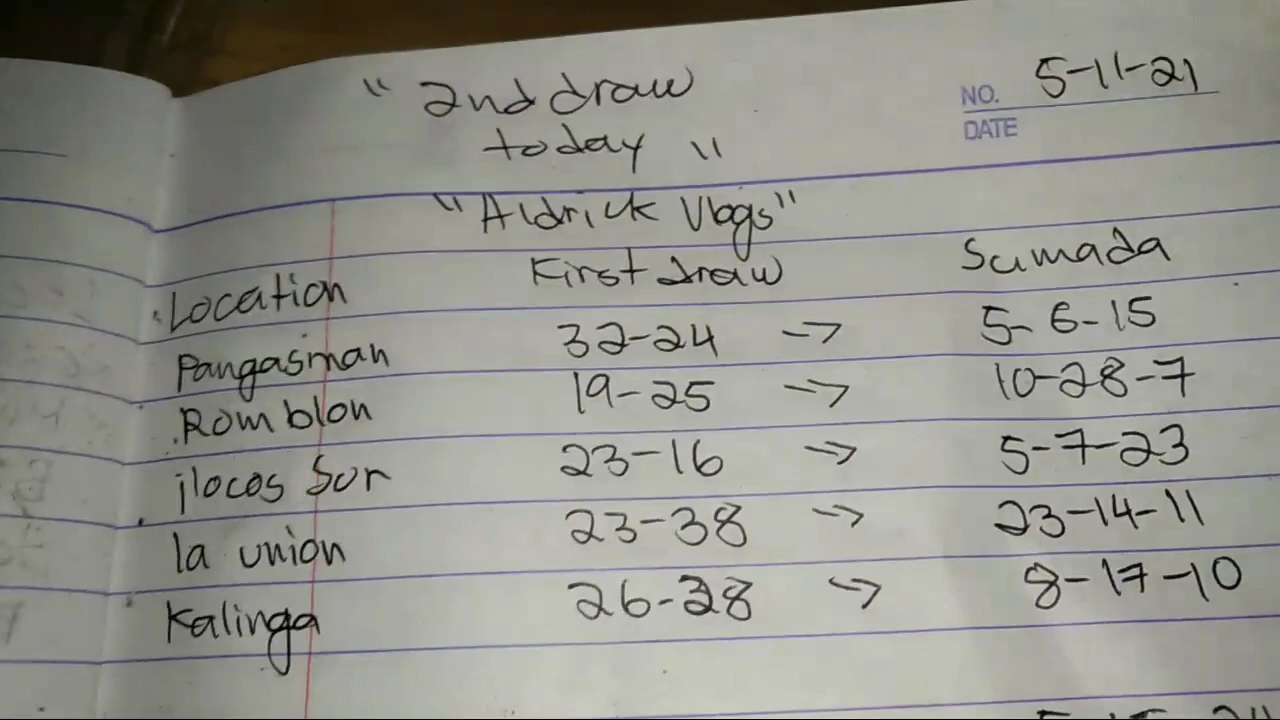 "2nd draw
today"
NO. 5-11-21
DATE
"Aldrick Vlogs"
Location First draw Sumada
Pangasinan 32-24 -> 5-6-15
Romblon 19-25 -> 10-28-7
ilocos Sur 23-16 -> 5-7-23
la union 23-38 -> 23-14-11
Kalinga 26-28 -> 8-17-10